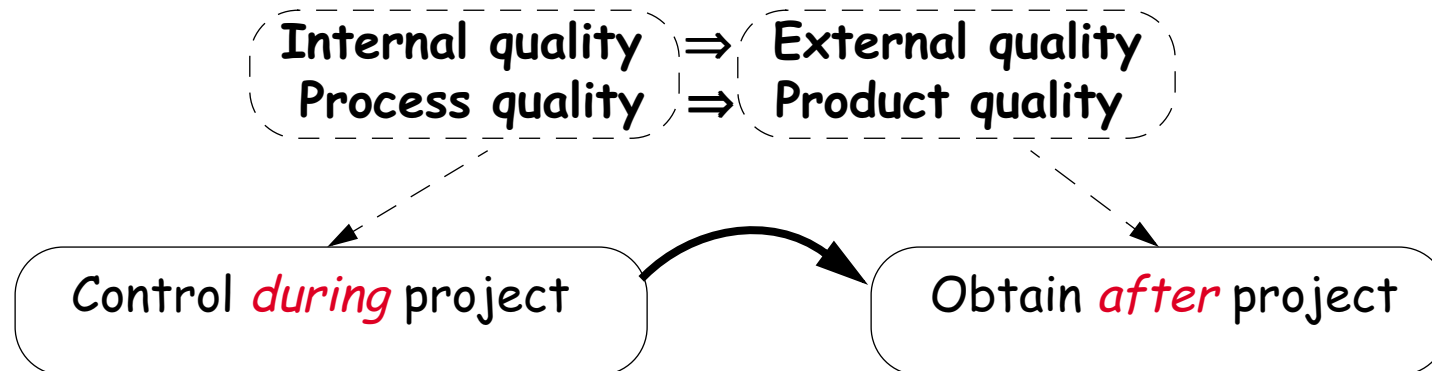 Internal quality ⇒ External quality
Process quality ⇒ Product quality
Control during project
Obtain after project